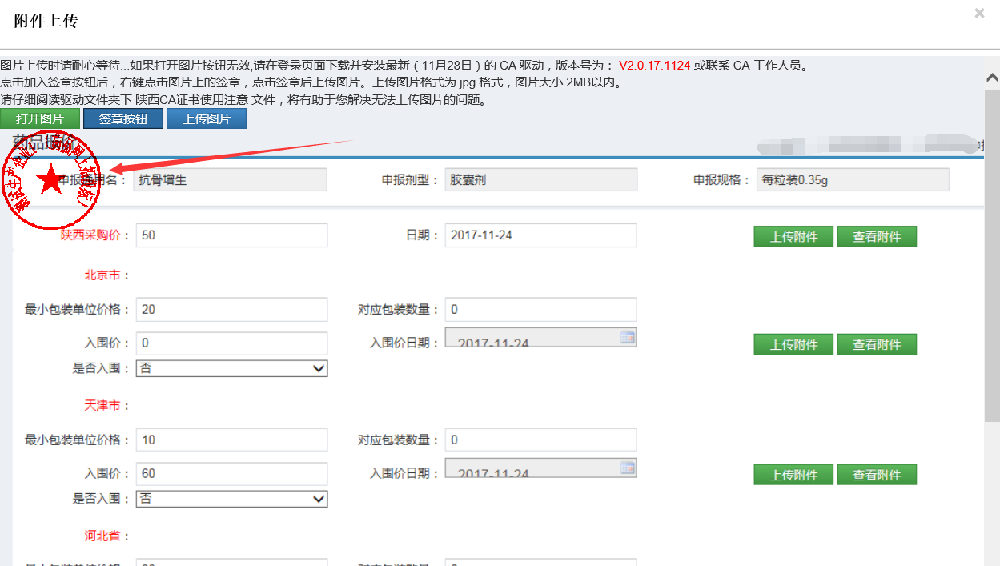 附件上传
×
图片上传时请耐心等待...如果打开图片按钮无效,请在登录页面下载并安装最新（11月28日）的 CA 驱动，版本号为： V2.0.17.1124 或联系 CA 工作人员。
点击加入签章按钮后，右键点击图片上的签章，点击签章后上传图片。上传图片格式为 jpg 格式，图片大小 2MB以内。
请仔细阅读驱动文件夹下 陕西CA证书使用注意 文件，将有助于您解决无法上传图片的问题。
打开图片 签章按钮 上传图片
药品报价
申报通用名： 抗骨增生 申报剂型： 胶囊剂 申报规格： 每粒装0.35g
陕西采购价： 50 日期： 2017-11-24 上传附件 查看附件
北京市：
最小包装单位价格： 20 对应包装数量： 0
入围价： 0 入围价日期： 2017-11-24 上传附件 查看附件
是否入围： 否
天津市：
最小包装单位价格： 10 对应包装数量： 0
入围价： 60 入围价日期： 2017-11-24 上传附件 查看附件
是否入围： 否
河北省：